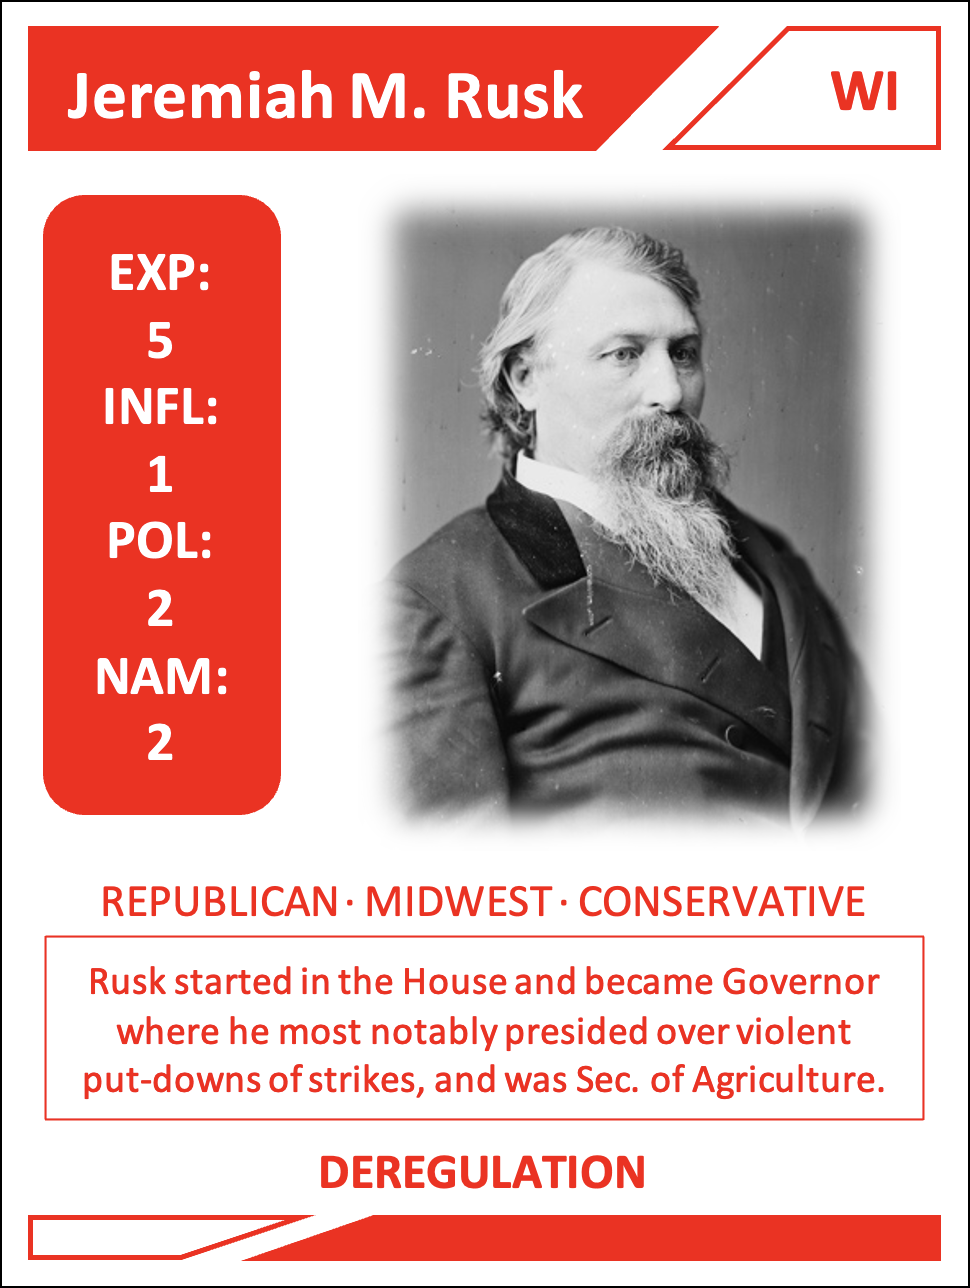 Jeremiah M. Rusk
WI
EXP:
5
INFL:
1
POL:
2
NAM:
2
REPUBLICAN · MIDWEST · CONSERVATIVE
Rusk started in the House and became Governor
where he most notably presided over violent
put-downs of strikes, and was Sec. of Agriculture.
DEREGULATION